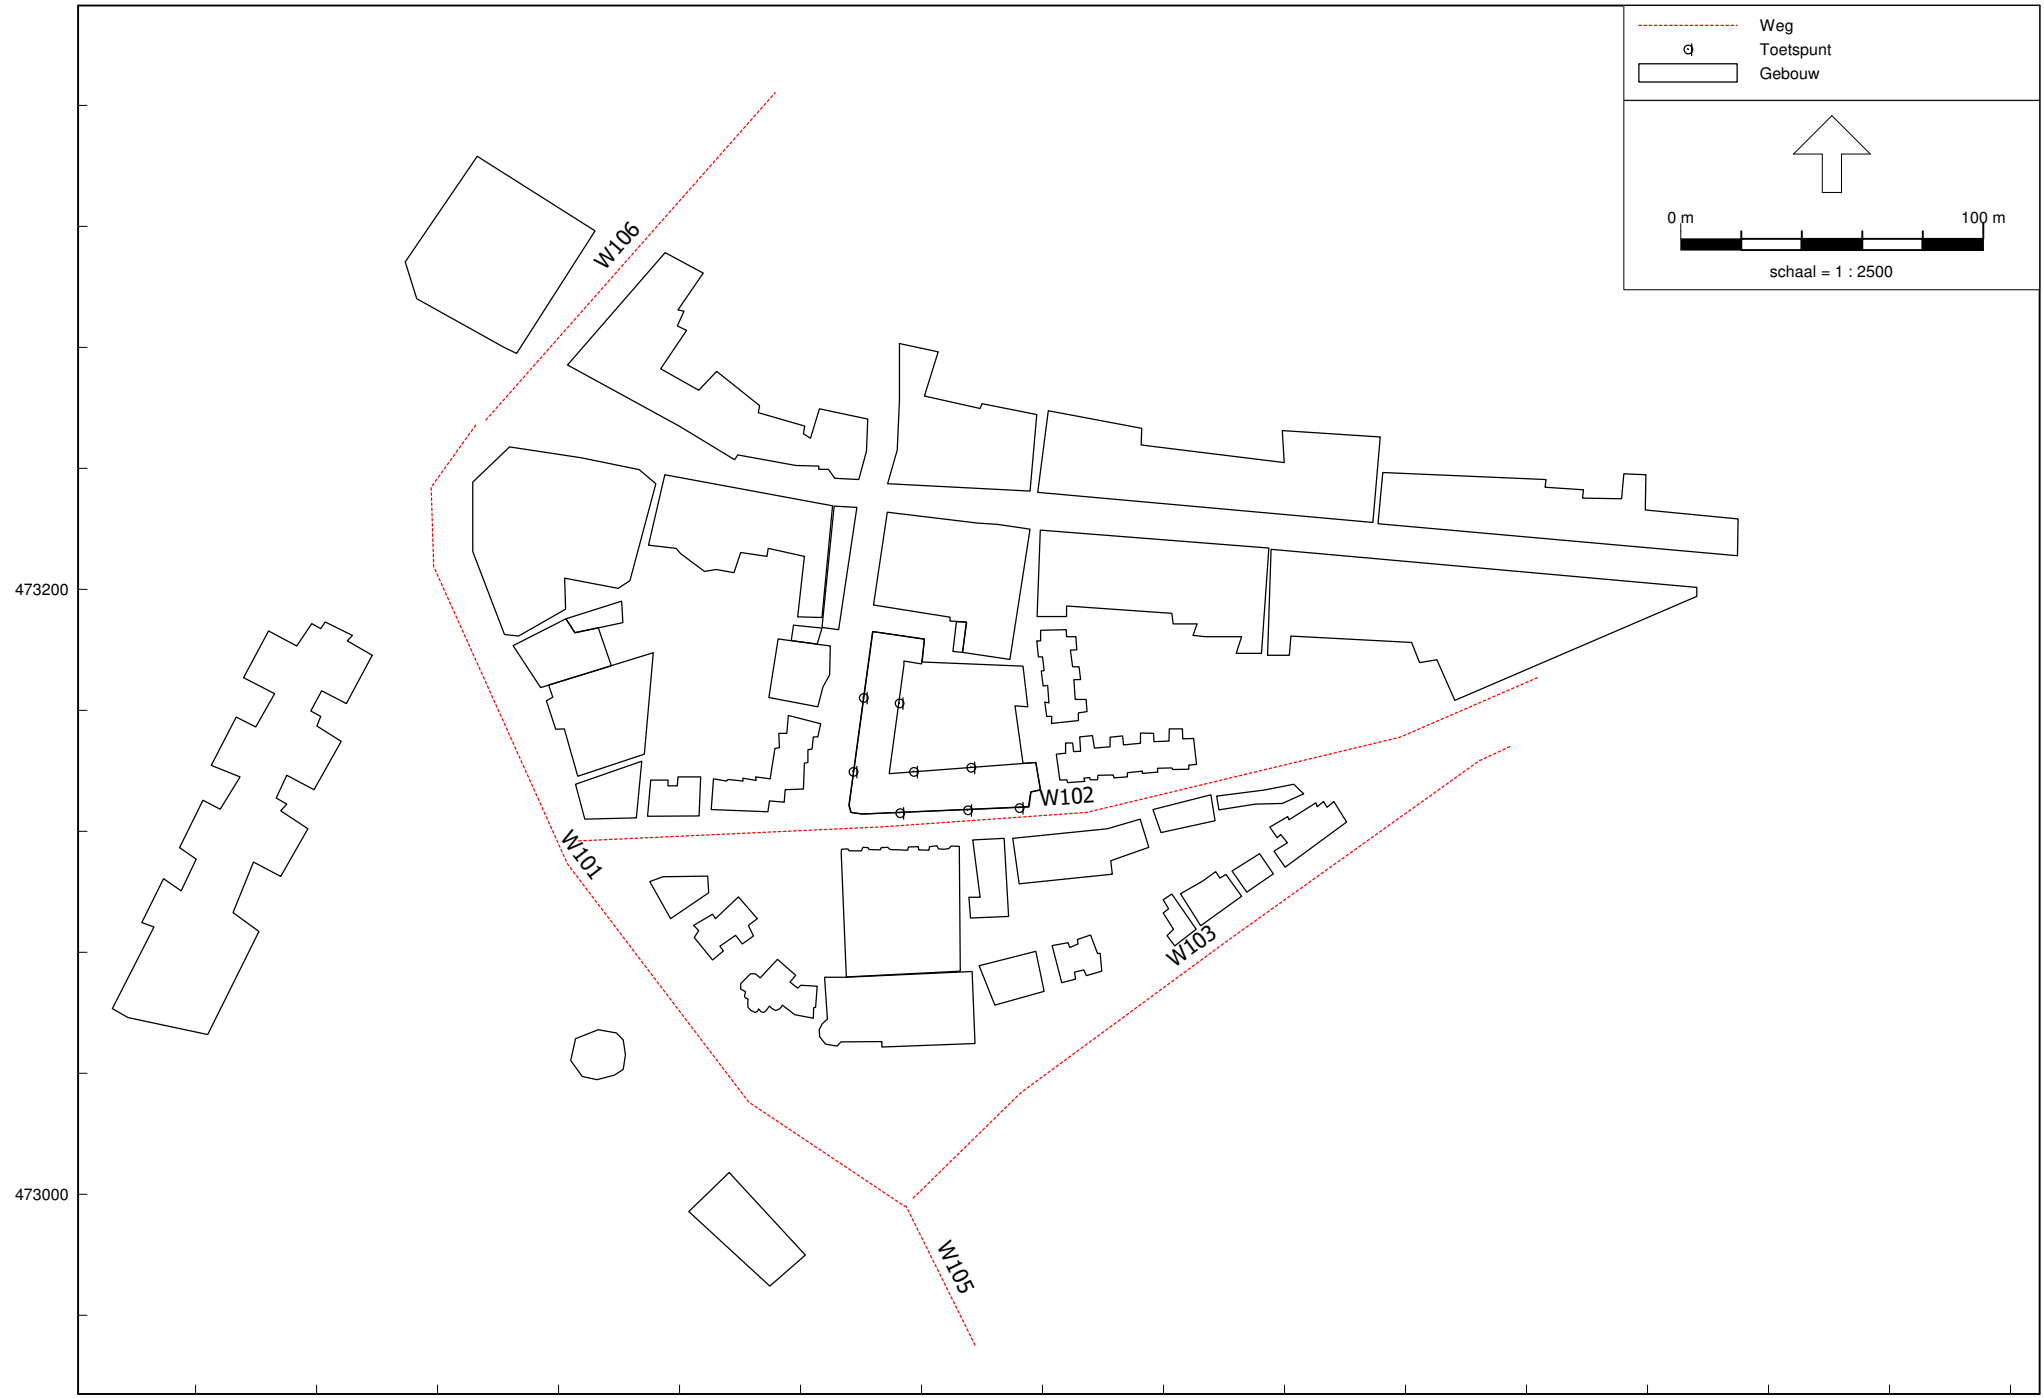 Weg
Toetspunt
Gebouw
0 m 100 m
schaal = 1 : 2500
W106
473200
W102
W101
W103
473000
W105